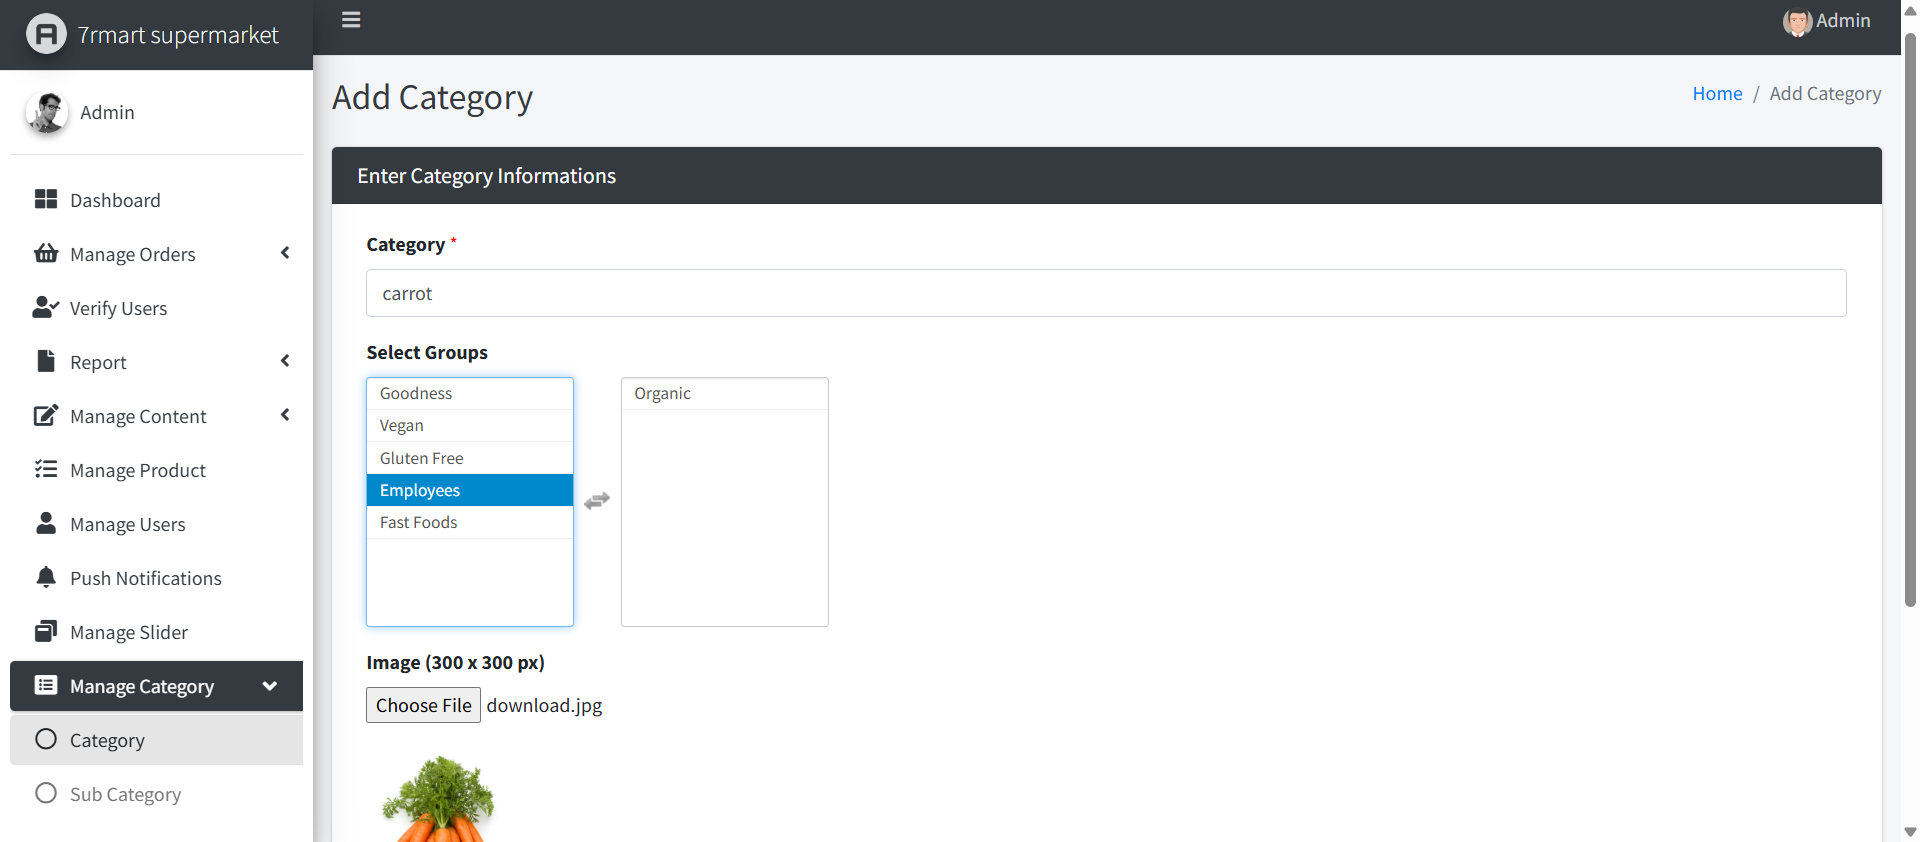 7rmart supermarket
Admin
Admin
Dashboard
Manage Orders
Verify Users
Report
Manage Content
Manage Product
Manage Users
Push Notifications
Manage Slider
Manage Category
Category
Sub Category
Add Category
Home / Add Category
Enter Category Informations
Category *
carrot
Select Groups
Goodness
Vegan
Gluten Free
Employees
Fast Foods
Organic
Image (300 x 300 px)
Choose File download.jpg